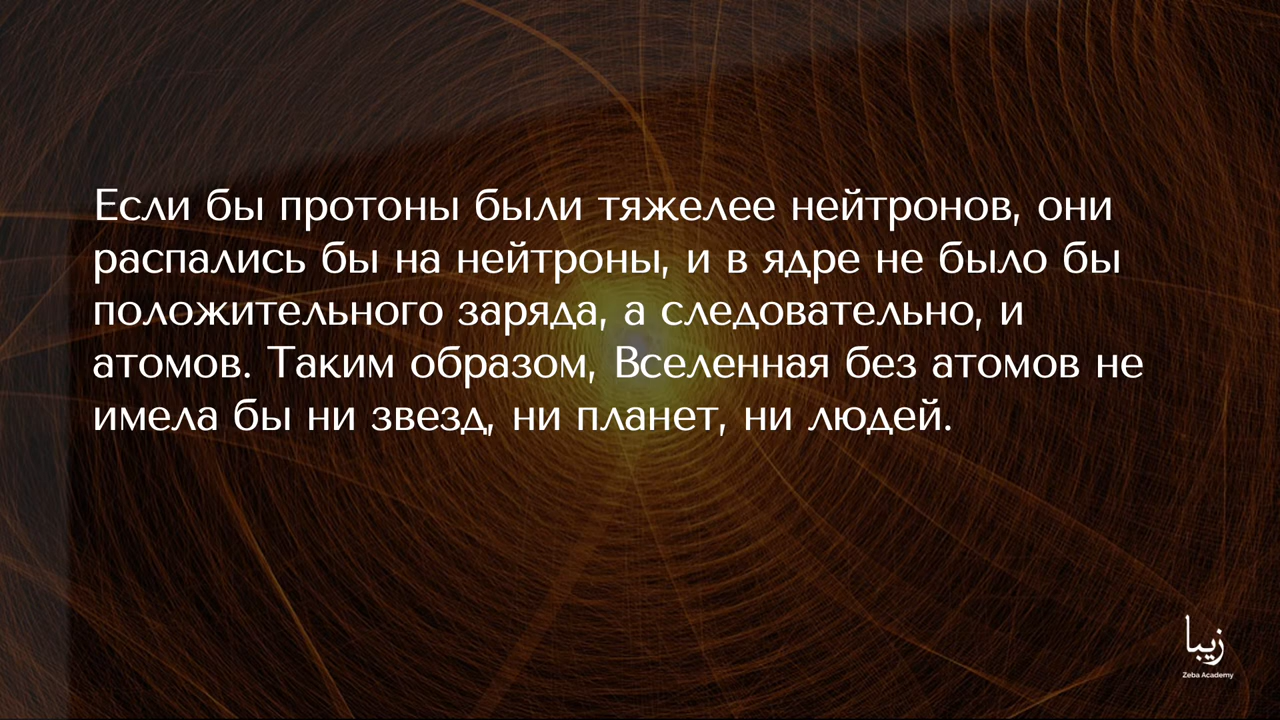 Если бы протоны были тяжелее нейтронов, они
распались бы на нейтроны, и в ядре не было бы
положительного заряда, а следовательно, и
атомов. Таким образом, Вселенная без атомов не
имела бы ни звезд, ни планет, ни людей.
زیبا
Zeba Academy